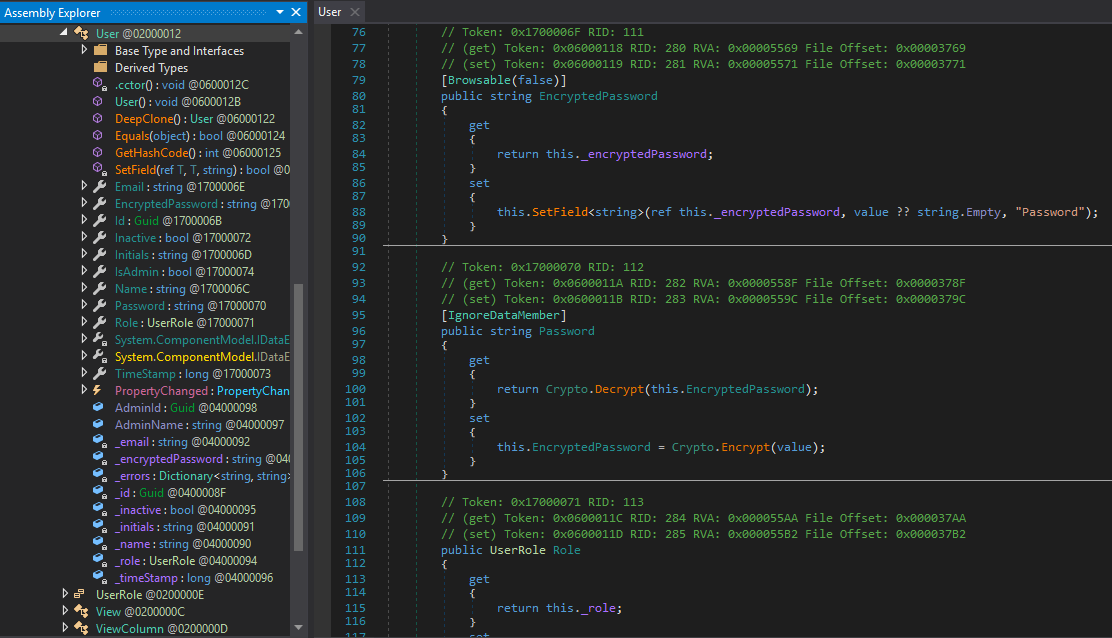 Assembly Explorer
User @02000012
Base Type and Interfaces
Derived Types
.cctor() : void @0600012C
User() : void @0600012B
DeepClone() : User @06000122
Equals(object) : bool @06000124
GetHashCode() : int @06000125
SetField(ref T, T, string) : bool @0
Email : string @1700006E
EncryptedPassword : string @170
Id : Guid @1700006B
Inactive : bool @17000072
Initials : string @1700006D
IsAdmin : bool @17000074
Name : string @1700006C
Password : string @17000070
Role : UserRole @17000071
System.ComponentModel.IDataE
System.ComponentModel.IDataE
TimeStamp : long @17000073
PropertyChanged : PropertyChan
AdminId : Guid @04000098
AdminName : string @04000097
_email : string @04000092
_encryptedPassword : string @040
_errors : Dictionary<string, string>
_id : Guid @0400008F
_inactive : bool @04000095
_initials : string @04000091
_name : string @04000090
_role : UserRole @04000094
_timeStamp : long @04000096
UserRole @0200000E
View @0200000C
ViewColumn @0200000D
User
76 // Token: 0x1700006F RID: 111
77 // (get) Token: 0x06000118 RID: 280 RVA: 0x00005569 File Offset: 0x00003769
78 // (set) Token: 0x06000119 RID: 281 RVA: 0x00005571 File Offset: 0x00003771
79 [Browsable(false)]
80 public string EncryptedPassword
81 {
82 get
83 {
84 return this._encryptedPassword;
85 }
86 set
87 {
88 this.SetField<string>(ref this._encryptedPassword, value ?? string.Empty, "Password");
89 }
90 }
91
92 // Token: 0x17000070 RID: 112
93 // (get) Token: 0x0600011A RID: 282 RVA: 0x0000558F File Offset: 0x0000378F
94 // (set) Token: 0x0600011B RID: 283 RVA: 0x0000559C File Offset: 0x0000379C
95 [IgnoreDataMember]
96 public string Password
97 {
98 get
99 {
100 return Crypto.Decrypt(this.EncryptedPassword);
101 }
102 set
103 {
104 this.EncryptedPassword = Crypto.Encrypt(value);
105 }
106 }
107
108 // Token: 0x17000071 RID: 113
109 // (get) Token: 0x0600011C RID: 284 RVA: 0x000055AA File Offset: 0x000037AA
110 // (set) Token: 0x0600011D RID: 285 RVA: 0x000055B2 File Offset: 0x000037B2
111 public UserRole Role
112 {
113 get
114 {
115 return this._role;
116 }
117 set